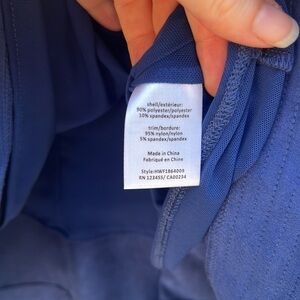 shell/extérieur:
90% polyester/polyester
10% spandex/spandex
trim/bordure:
95% nylon/nylon
5% spandex/spandex
Made in China
Fabriqué en Chine
Style:HWF1864009
RN 123455/ CA00234